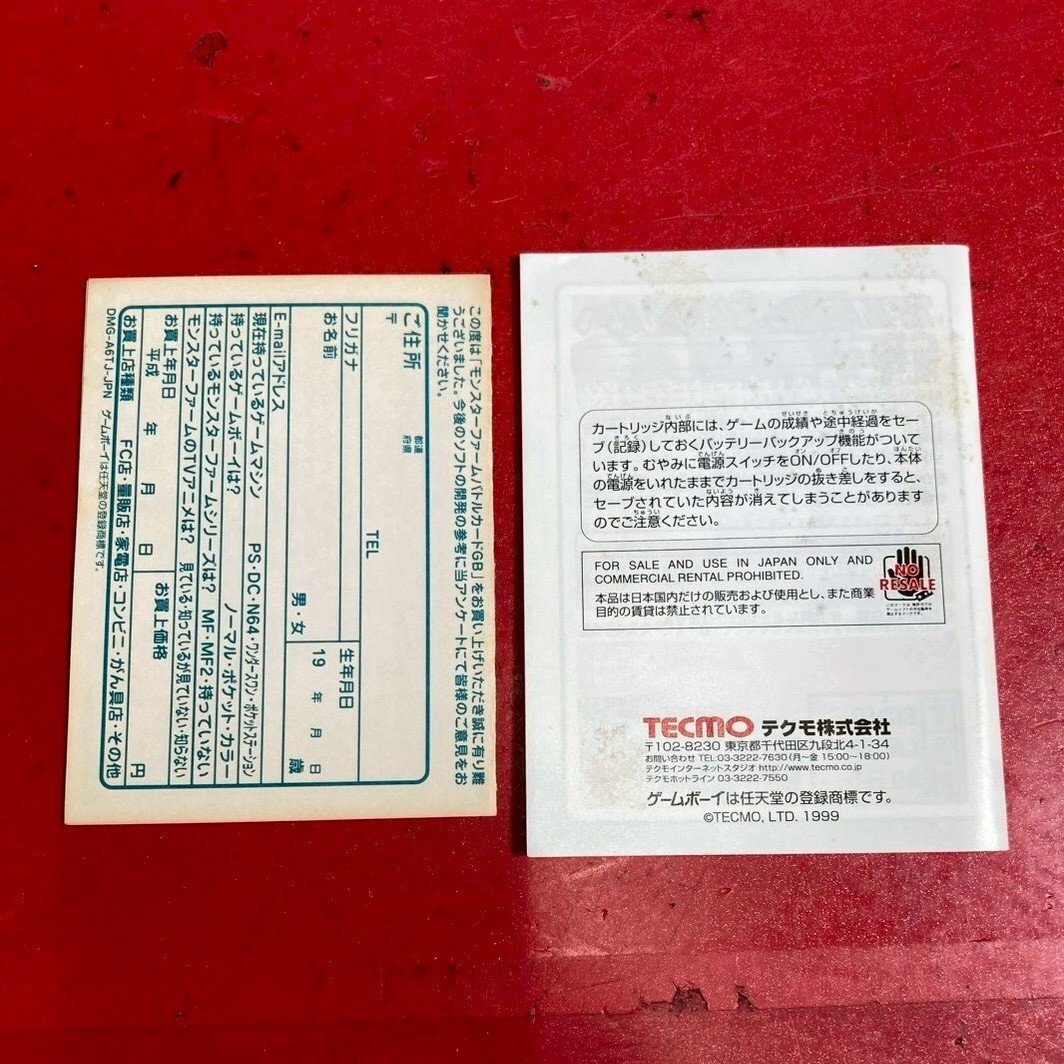 この度は「モンスターファームバトルカードGB」をお買い上げいただき誠に有り難
うございました。今後のソフトの開発の参考に当アンケートにて皆様のご意見をお
聞かせください。
ご住所
〒
都道
府県
TEL
フリガナ
お名前
男・女
生年月日
19 年 月 日
歳
E-mailアドレス
現在持っているゲームマシン PS・DC・N64・ワンダースワン・ポケットステーション
持っているゲームボーイは? ノーマル・ポケット・カラー
持っているモンスターファームシリーズは? MF・MF2・持っていない
モンスターファームのTVアニメは? 見ている・知っているが見ていない・知らない
お買上年月日
平成 年 月 日
お買上価格
円
お買上店種類 FC店・量販店・家電店・コンビニ・がん具店・その他
DMG-A6TJ-JPN ゲームボーイは任天堂の登録商標です。
カートリッジ内部には、ゲームの成績や途中経過をセー
ブ(記録)しておくバッテリーバックアップ機能がついて
います。むやみに電源スイッチをON/OFFしたり、本体
の電源をいれたままでカートリッジの抜き差しをすると、
セーブされていた内容が消えてしまうことがあります
のでご注意ください。
FOR SALE AND USE IN JAPAN ONLY AND
COMMERCIAL RENTAL PROHIBITED.
本品は日本国内だけの販売および使用とし、また商業
目的の賃貸は禁止されています。
NO
RESALE
TECMO テクモ株式会社
〒102-8230 東京都千代田区九段北4-1-34
お問い合わせ TEL:03-3222-7630(月〜金 15:00〜18:00)
テクモインターネットスタジオ http://www.tecmo.co.jp
テクモホットライン 03-3222-7550
ゲームボーイは任天堂の登録商標です。
©TECMO, LTD. 1999